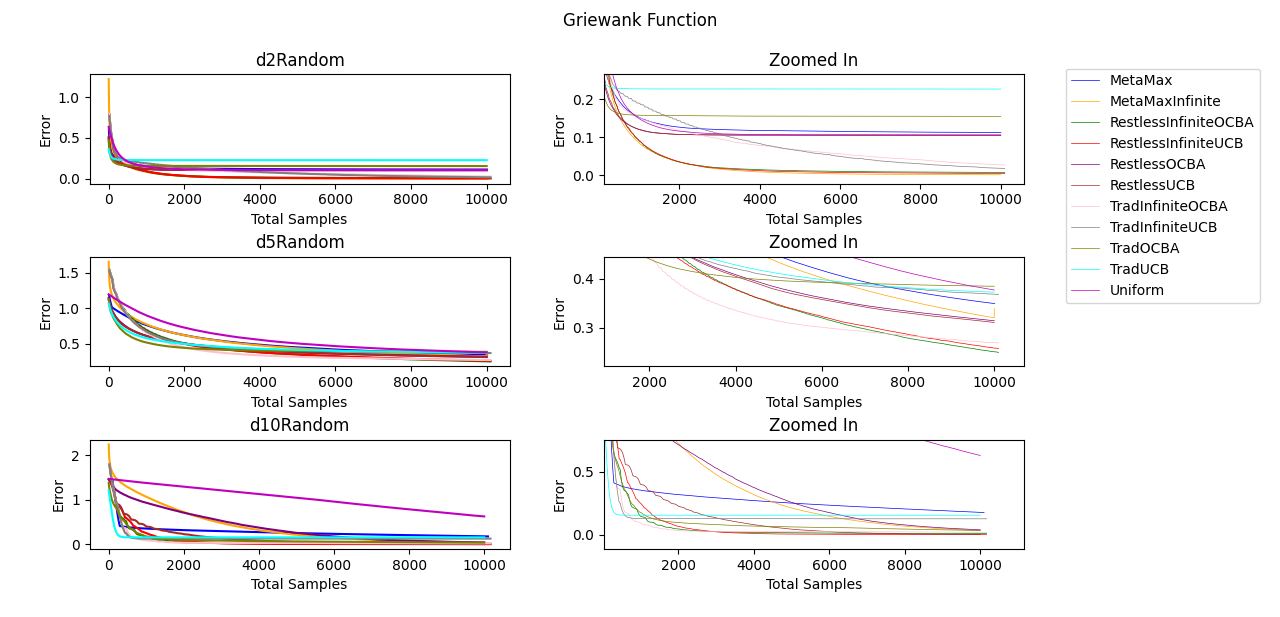 Griewank Function
d2Random
Zoomed In
Error
1.0
0.5
0.0
0 2000 4000 6000 8000 10000
Total Samples
Error
0.2
0.1
0.0
2000 4000 6000 8000 10000
Total Samples
MetaMax
MetaMaxInfinite
RestlessInfiniteOCBA
RestlessInfiniteUCB
RestlessOCBA
RestlessUCB
TradInfiniteOCBA
TradInfiniteUCB
TradOCBA
TradUCB
Uniform
d5Random
Zoomed In
Error
1.5
1.0
0.5
0 2000 4000 6000 8000 10000
Total Samples
Error
0.4
0.3
2000 4000 6000 8000 10000
Total Samples
d10Random
Zoomed In
Error
2
1
0
0 2000 4000 6000 8000 10000
Total Samples
Error
0.5
0.0
2000 4000 6000 8000 10000
Total Samples